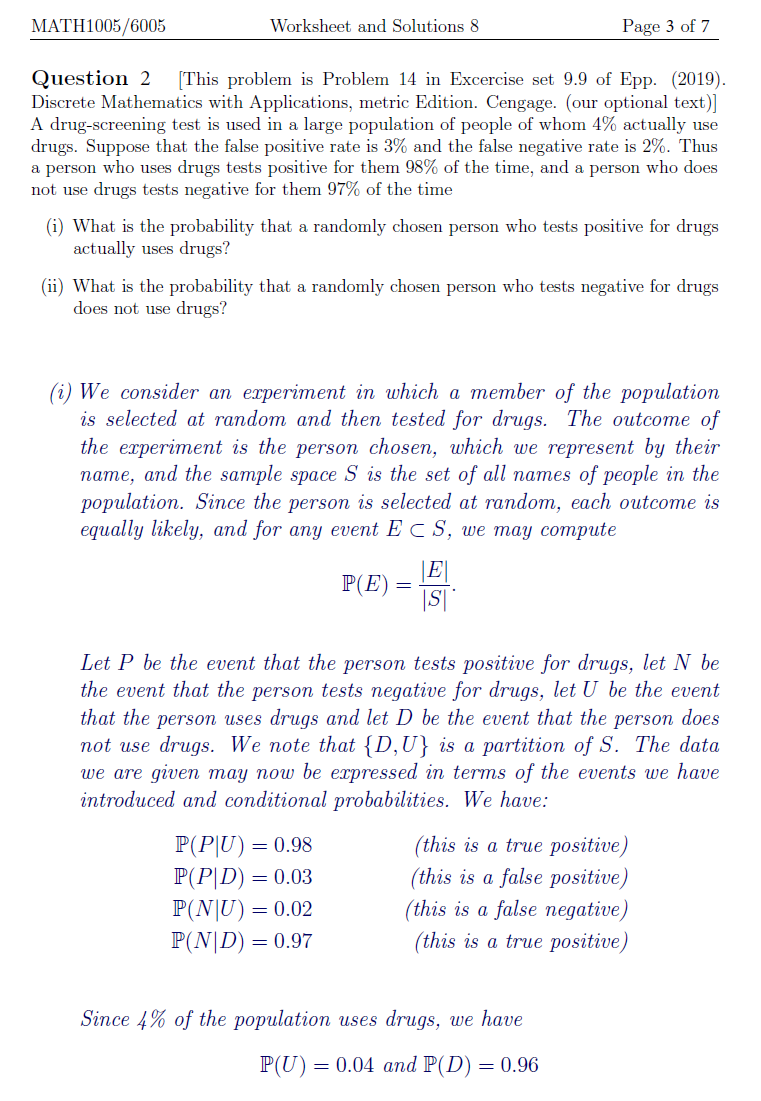 MATH1005/6005 Worksheet and Solutions 8 Page 3 of 7
Question 2 [This problem is Problem 14 in Excercise set 9.9 of Epp. (2019).
Discrete Mathematics with Applications, metric Edition. Cengage. (our optional text)]
A drug-screening test is used in a large population of people of whom 4% actually use
drugs. Suppose that the false positive rate is 3% and the false negative rate is 2%. Thus
a person who uses drugs tests positive for them 98% of the time, and a person who does
not use drugs tests negative for them 97% of the time
(i) What is the probability that a randomly chosen person who tests positive for drugs
actually uses drugs?
(ii) What is the probability that a randomly chosen person who tests negative for drugs
does not use drugs?
(i) We consider an experiment in which a member of the population
is selected at random and then tested for drugs. The outcome of
the experiment is the person chosen, which we represent by their
name, and the sample space S is the set of all names of people in the
population. Since the person is selected at random, each outcome is
equally likely, and for any event E ⊂ S, we may compute
ℙ(E) = |E| / |S|.
Let P be the event that the person tests positive for drugs, let N be
the event that the person tests negative for drugs, let U be the event
that the person uses drugs and let D be the event that the person does
not use drugs. We note that {D, U} is a partition of S. The data
we are given may now be expressed in terms of the events we have
introduced and conditional probabilities. We have:
ℙ(P|U) = 0.98 (this is a true positive)
ℙ(P|D) = 0.03 (this is a false positive)
ℙ(N|U) = 0.02 (this is a false negative)
ℙ(N|D) = 0.97 (this is a true positive)
Since 4% of the population uses drugs, we have
ℙ(U) = 0.04 and ℙ(D) = 0.96